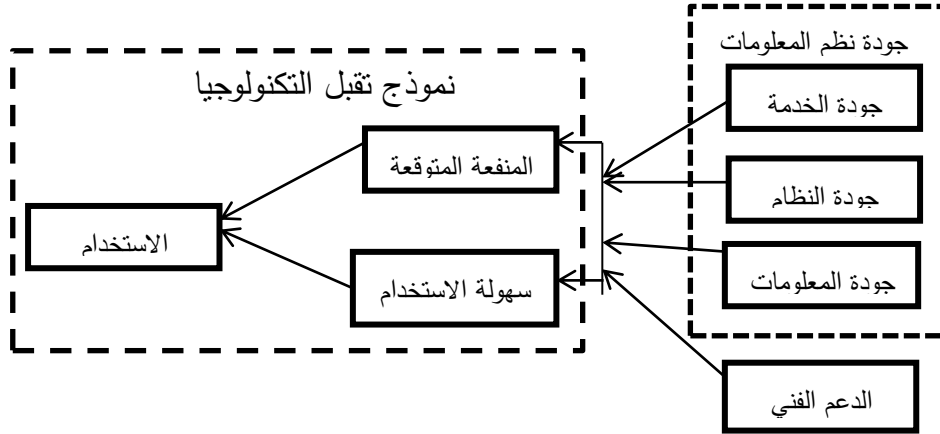 جودة نظم المعلومات
جودة الخدمة
جودة النظام
جودة المعلومات
الدعم الفني
نموذج تقبل التكنولوجيا
المنفعة المتوقعة
سهولة الاستخدام
الاستخدام